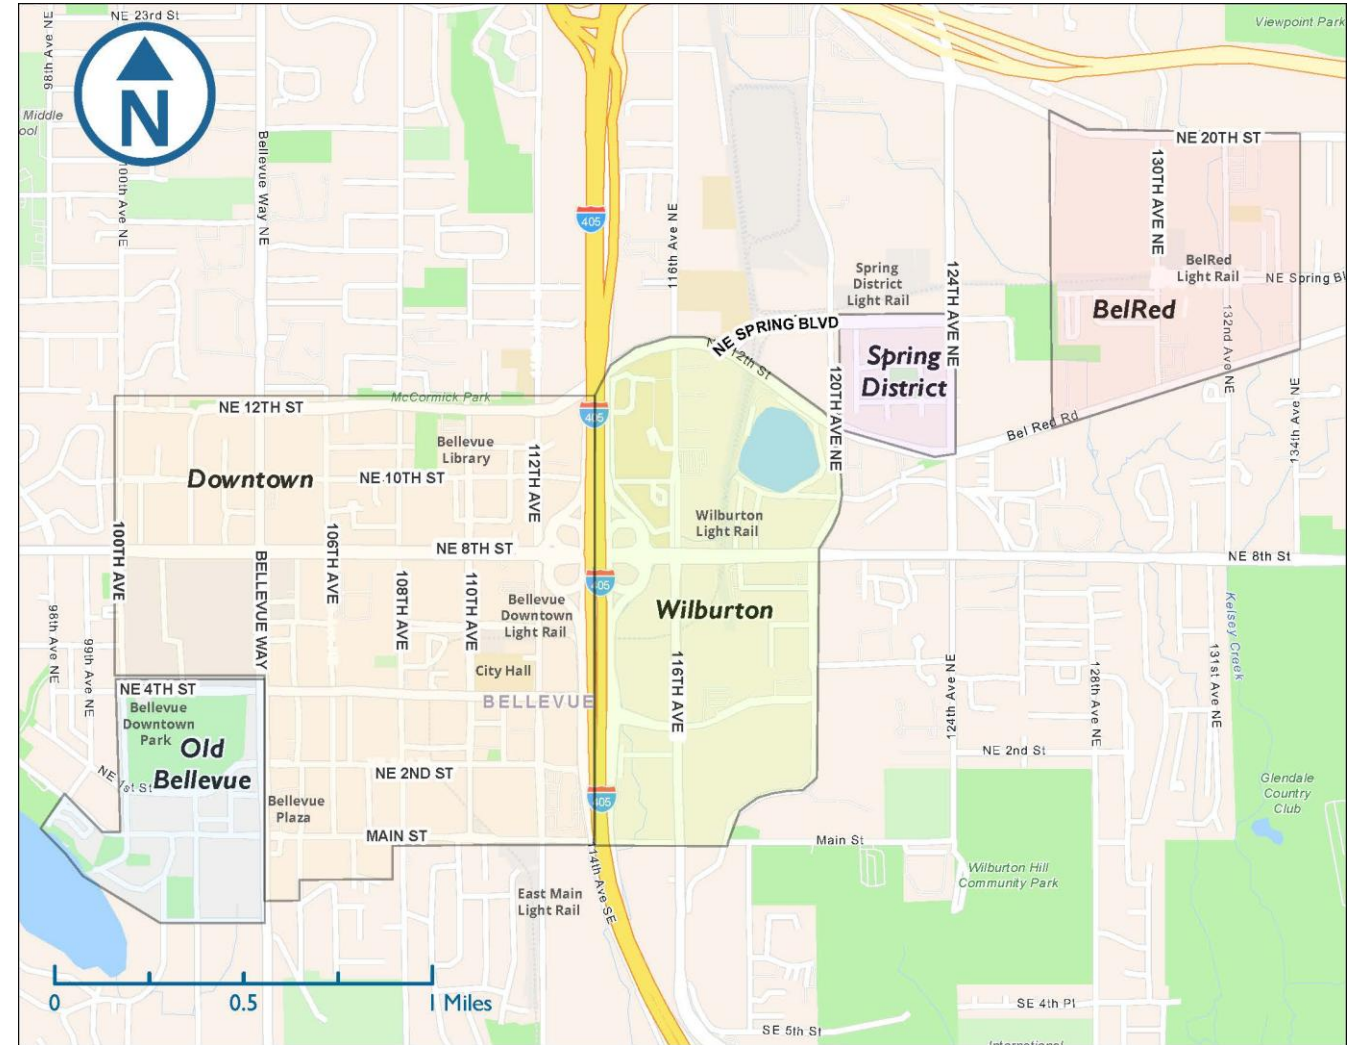 NE 23rd St
Viewpoint Park
98th Ave NE
Middle
ool
N
100th Ave NE
Bellevue Way NE
NE 20TH ST
130TH AVE NE
405
116th Ave NE
BelRed
Light Rail
NE Spring Bl
Spring
District
Light Rail
124TH AVE NE
BelRed
132nd Ave NE
NE SPRING BLVD
12th St
Spring
District
120TH AVE NE
134th Ave NE
McCormick Park
NE 12TH ST
405
Bel Red Rd
Bellevue
Library
112TH AVE
Downtown
NE 10TH ST
Wilburton
Light Rail
100TH AVE
106TH AVE
NE 8TH ST
NE 8th St
BELLEVUE WAY
108TH AVE
110TH AVE
405
Bellevue
Downtown
Light Rail
Wilburton
Kelsey Creek
98th Ave NE
99th Ave NE
City Hall
116TH AVE
124th Ave NE
128th Ave NE
131st Ave NE
NE 4TH ST
BELLEVUE
Bellevue
Downtown
Park
Old
Bellevue
NE 1st St
NE 2ND ST
NE 2nd St
Glendale
Country
Club
Bellevue
Plaza
405
MAIN ST
Main St
114th Ave SE
Wilburton Hill
Community Park
East Main
Light Rail
0
0.5
1 Miles
SE 4th Pl
SE 5th St
International